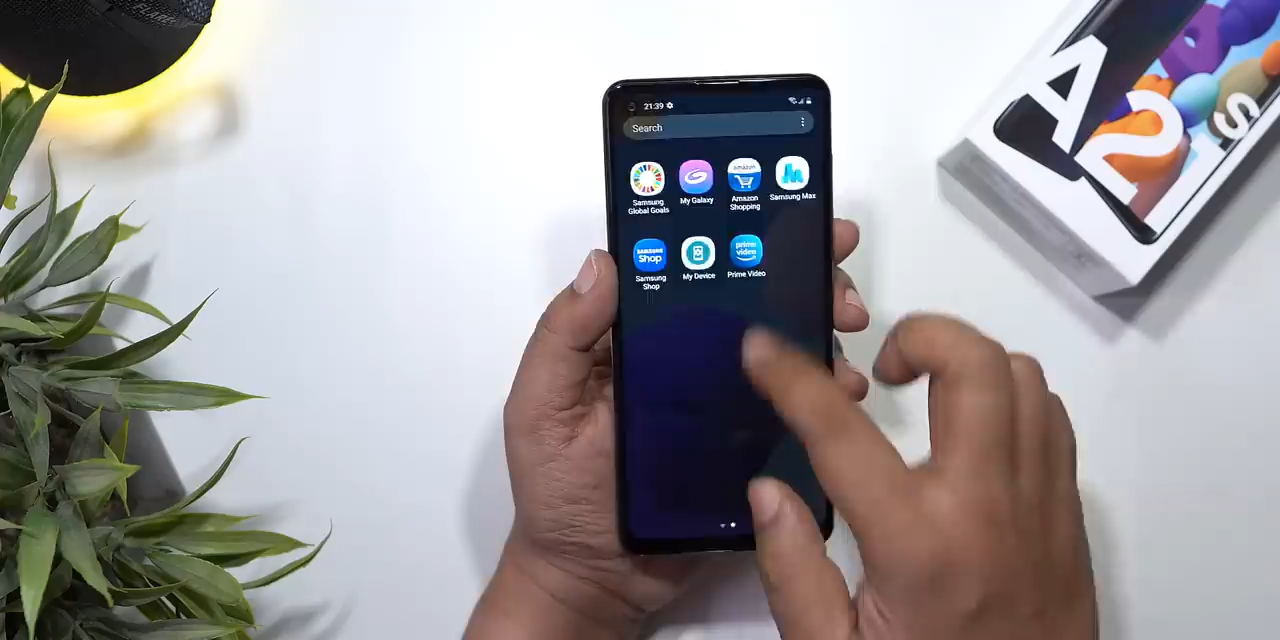 21:39
Search
Samsung
Global Goals
My Galaxy
amazon
Amazon
Shopping
Samsung Max
SAMSUNG
Shop
Samsung
Shop
My Device
prime
video
Prime Video
A21s